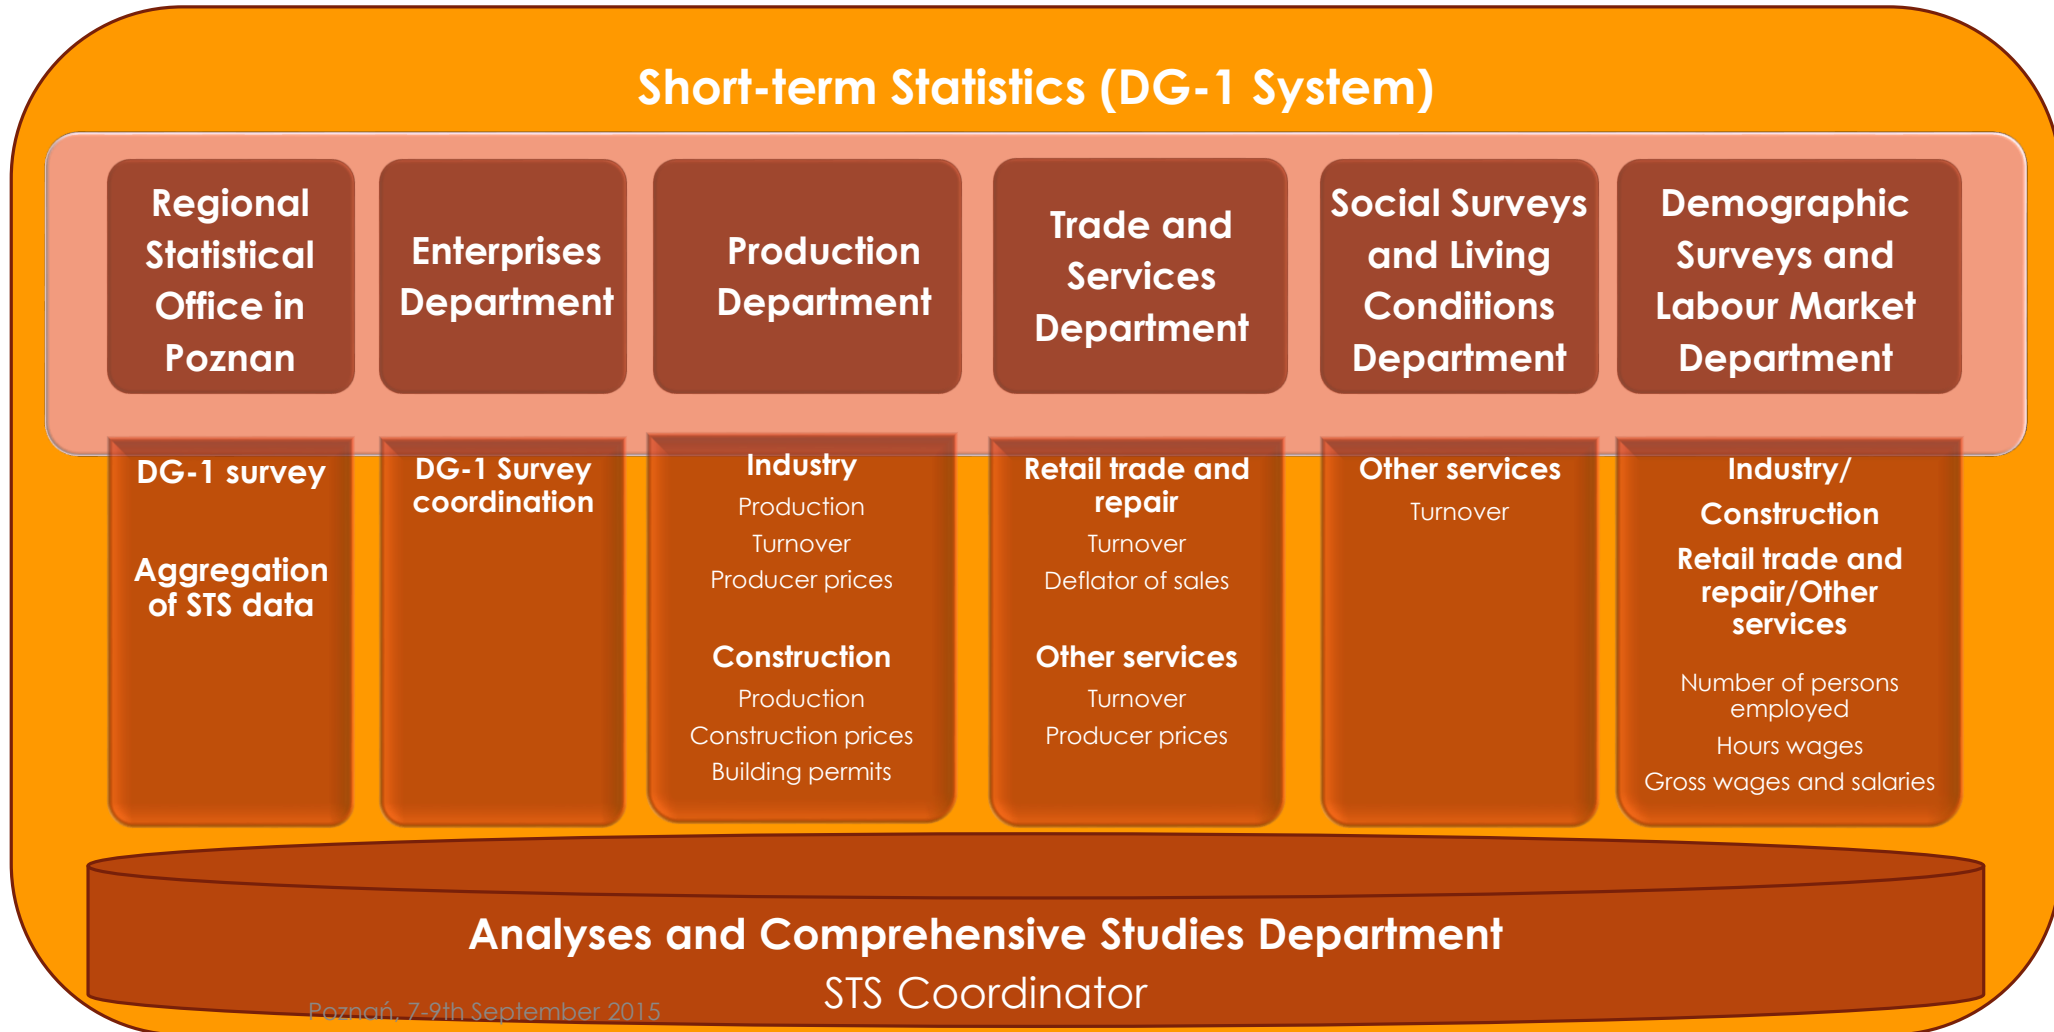 Short-term Statistics (DG-1 System)
Regional
Statistical
Office in
Poznan
Enterprises
Department
Production
Department
Trade and
Services
Department
Social Surveys
and Living
Conditions
Department
Demographic
Surveys and
Labour Market
Department
DG-1 survey
Aggregation
of STS data
DG-1 Survey
coordination
Industry
Production
Turnover
Producer prices
Construction
Production
Construction prices
Building permits
Retail trade and
repair
Turnover
Deflator of sales
Other services
Turnover
Producer prices
Other services
Turnover
Industry/
Construction
Retail trade and
repair/Other
services
Number of persons
employed
Hours wages
Gross wages and salaries
Analyses and Comprehensive Studies Department
STS Coordinator
Poznań, 7-9th September 2015